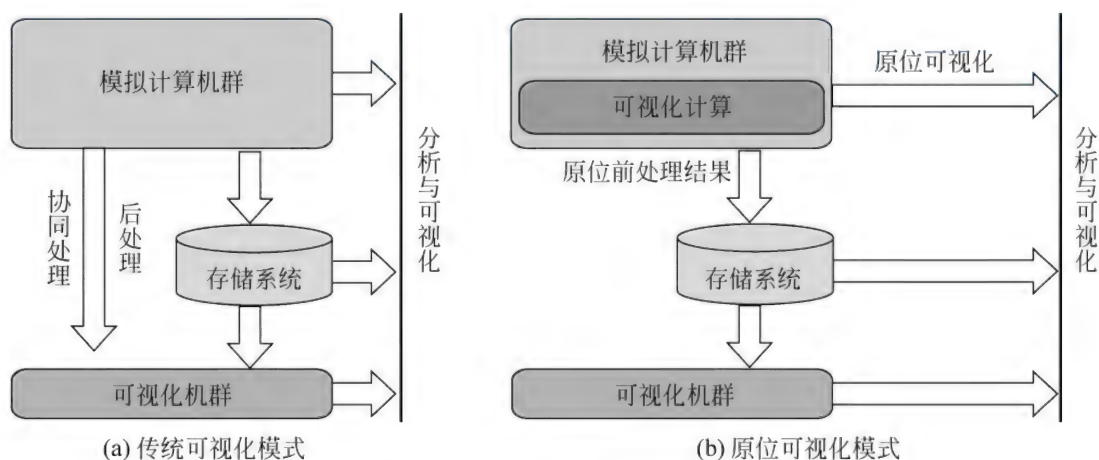 模拟计算机群
协同处理
后处理
存储系统
可视化机群
分析与可视化
(a) 传统可视化模式
模拟计算机群
可视化计算
原位可视化
原位前处理结果
存储系统
可视化机群
分析与可视化
(b) 原位可视化模式